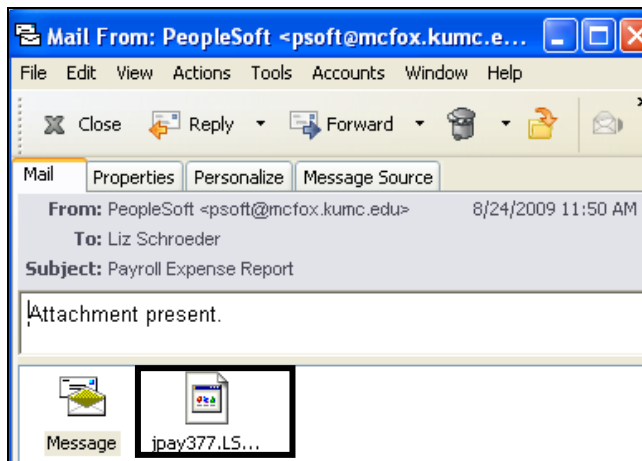 Mail From: PeopleSoft <psoft@mcfox.kumc.e...
File Edit View Actions Tools Accounts Window Help
Close Reply Forward
Mail Properties Personalize Message Source
From: PeopleSoft <psoft@mcfox.kumc.edu> 8/24/2009 11:50 AM
To: Liz Schroeder
Subject: Payroll Expense Report
Attachment present.
Message jpay377.LS...